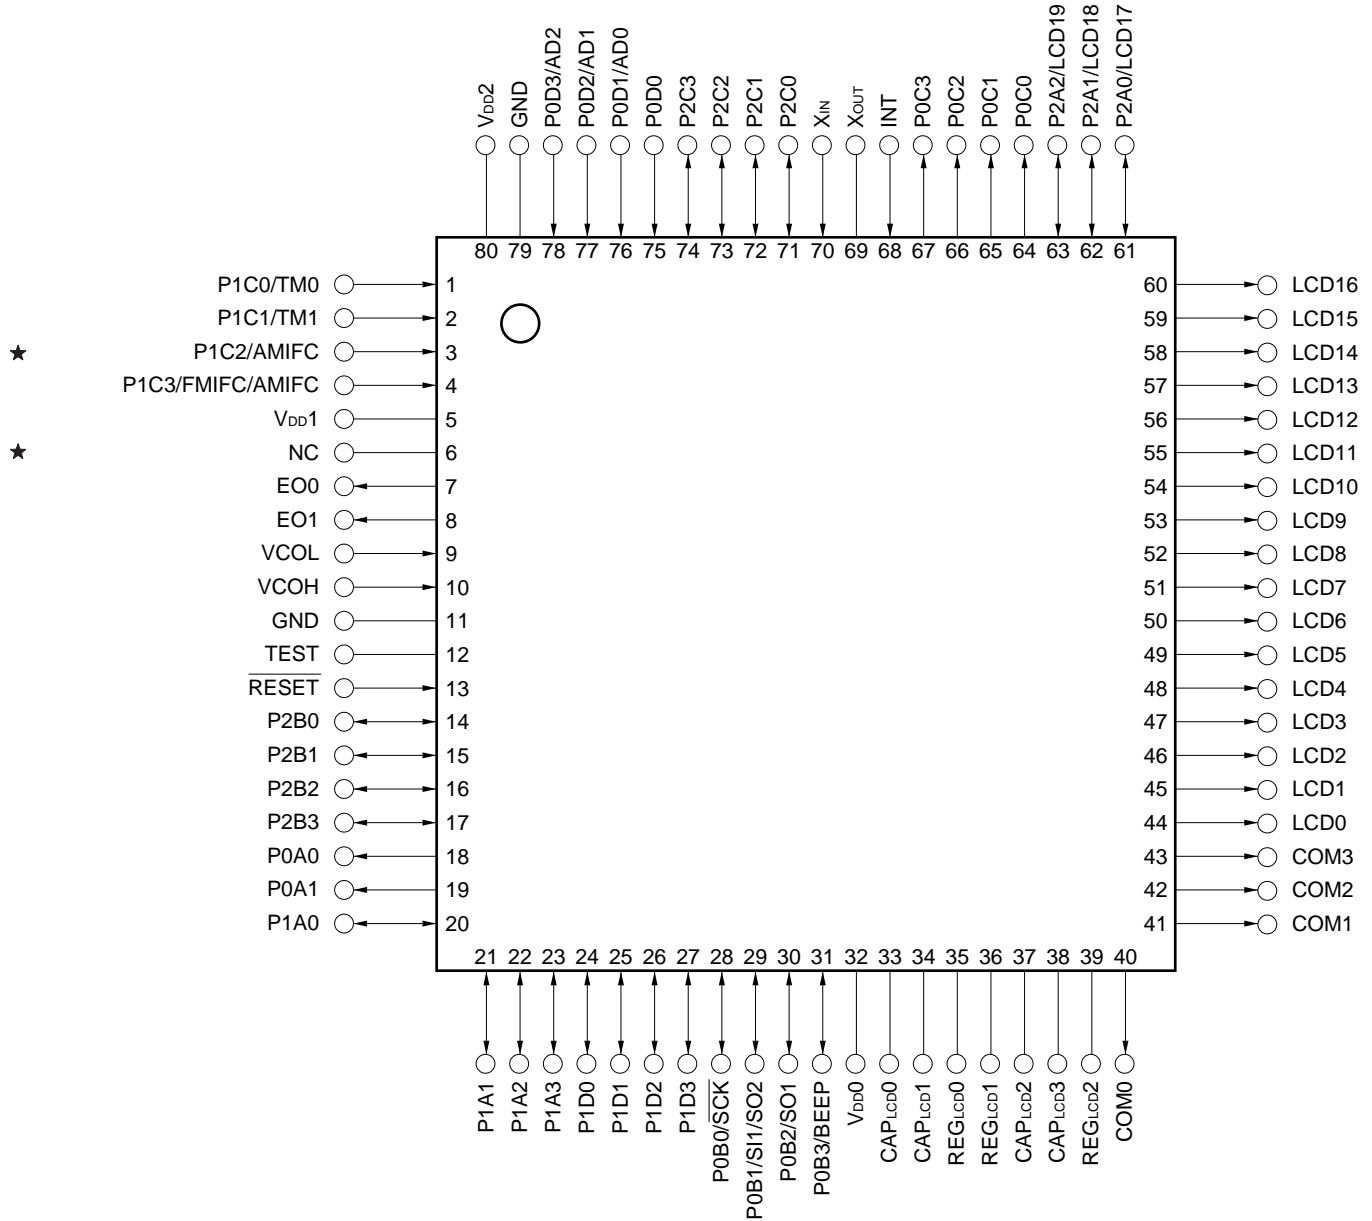 VDD2
GND
P0D3/AD2
P0D2/AD1
P0D1/AD0
P0D0
P2C3
P2C2
P2C1
P2C0
XIN
XOUT
INT
P0C3
P0C2
P0C1
P0C0
P2A2/LCD19
P2A1/LCD18
P2A0/LCD17
80 79 78 77 76 75 74 73 72 71 70 69 68 67 66 65 64 63 62 61
P1C0/TM0 1 60 LCD16
P1C1/TM1 2 59 LCD15
★ P1C2/AMIFC 3 58 LCD14
P1C3/FMIFC/AMIFC 4 57 LCD13
VDD1 5 56 LCD12
★ NC 6 55 LCD11
EO0 7 54 LCD10
EO1 8 53 LCD9
VCOL 9 52 LCD8
VCOH 10 51 LCD7
GND 11 50 LCD6
TEST 12 49 LCD5
RESET 13 48 LCD4
P2B0 14 47 LCD3
P2B1 15 46 LCD2
P2B2 16 45 LCD1
P2B3 17 44 LCD0
P0A0 18 43 COM3
P0A1 19 42 COM2
P1A0 20 41 COM1
21 22 23 24 25 26 27 28 29 30 31 32 33 34 35 36 37 38 39 40
P1A1
P1A2
P1A3
P1D0
P1D1
P1D2
P1D3
P0B0/SCK
P0B1/SI1/SO2
P0B2/SO1
P0B3/BEEP
VDD0
CAPLCD0
CAPLCD1
REGLCD0
REGLCD1
CAPLCD2
CAPLCD3
REGLCD2
COM0